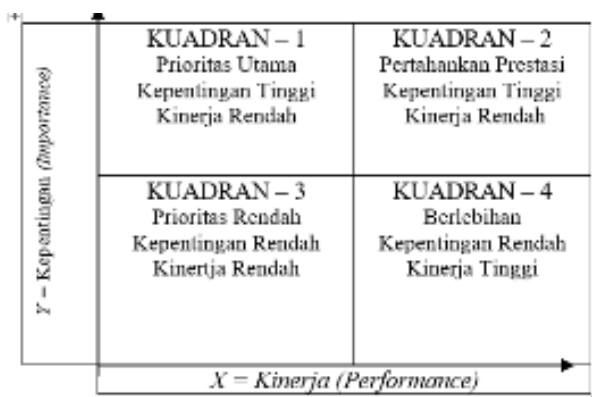 KUADRAN – 1
Prioritas Utama
Kepentingan Tinggi
Kinerja Rendah
KUADRAN – 2
Pertahankan Prestasi
Kepentingan Tinggi
Kinerja Rendah
Y = Kepentingan (Importance)
KUADRAN – 3
Prioritas Rendah
Kepentingan Rendah
Kinertja Rendah
KUADRAN – 4
Berlebihan
Kepentingan Rendah
Kinerja Tinggi
X = Kinerja (Performance)